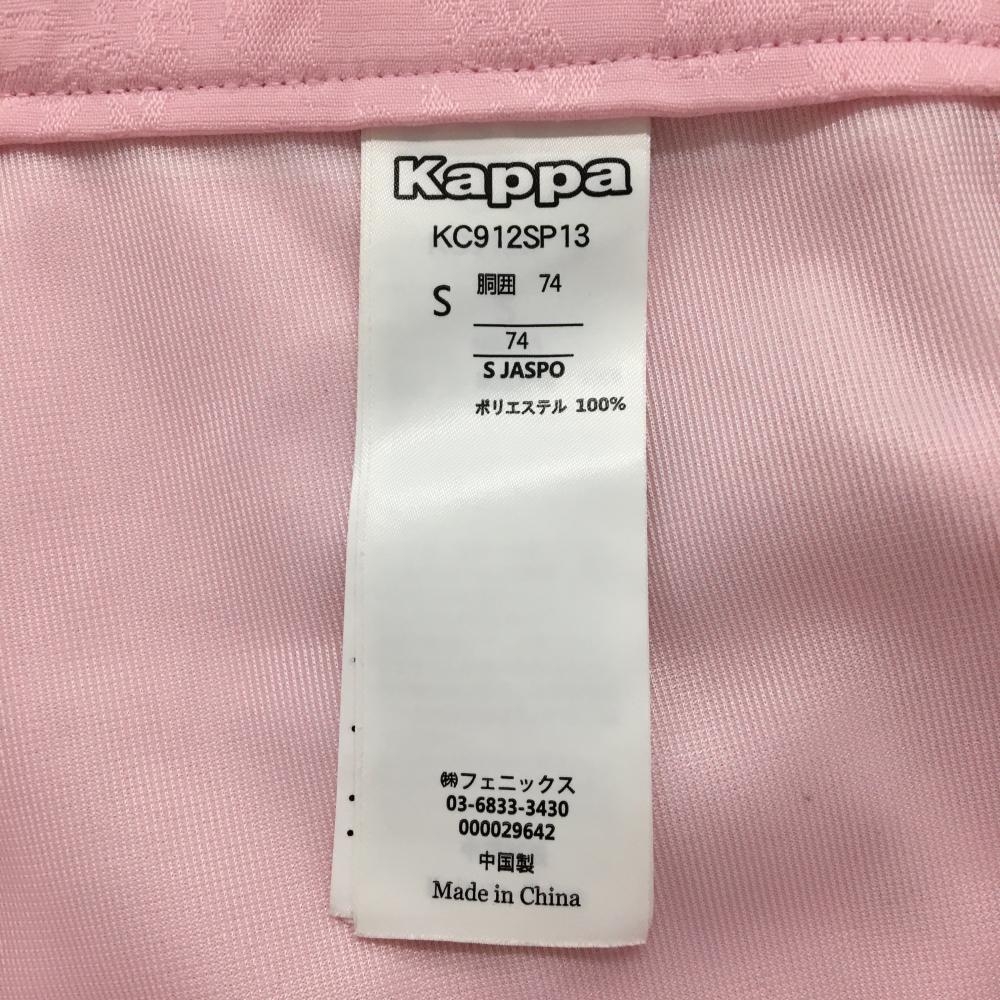 Kappa
KC912SP13
S 胴囲 74
74
S JASPO
ポリエステル 100%
㈱フェニックス
03-6833-3430
000029642
中国製
Made in China